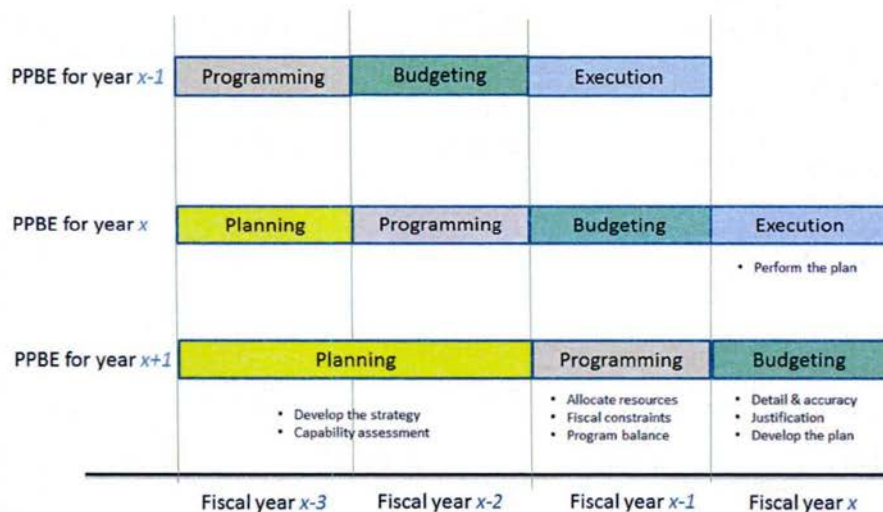 PPBE for year x-1
Programming
Budgeting
Execution
PPBE for year x
Planning
Programming
Budgeting
Execution
• Perform the plan
PPBE for year x+1
Planning
Programming
Budgeting
• Develop the strategy
• Capability assessment
• Allocate resources
• Fiscal constraints
• Program balance
• Detail & accuracy
• Justification
• Develop the plan
Fiscal year x-3
Fiscal year x-2
Fiscal year x-1
Fiscal year x